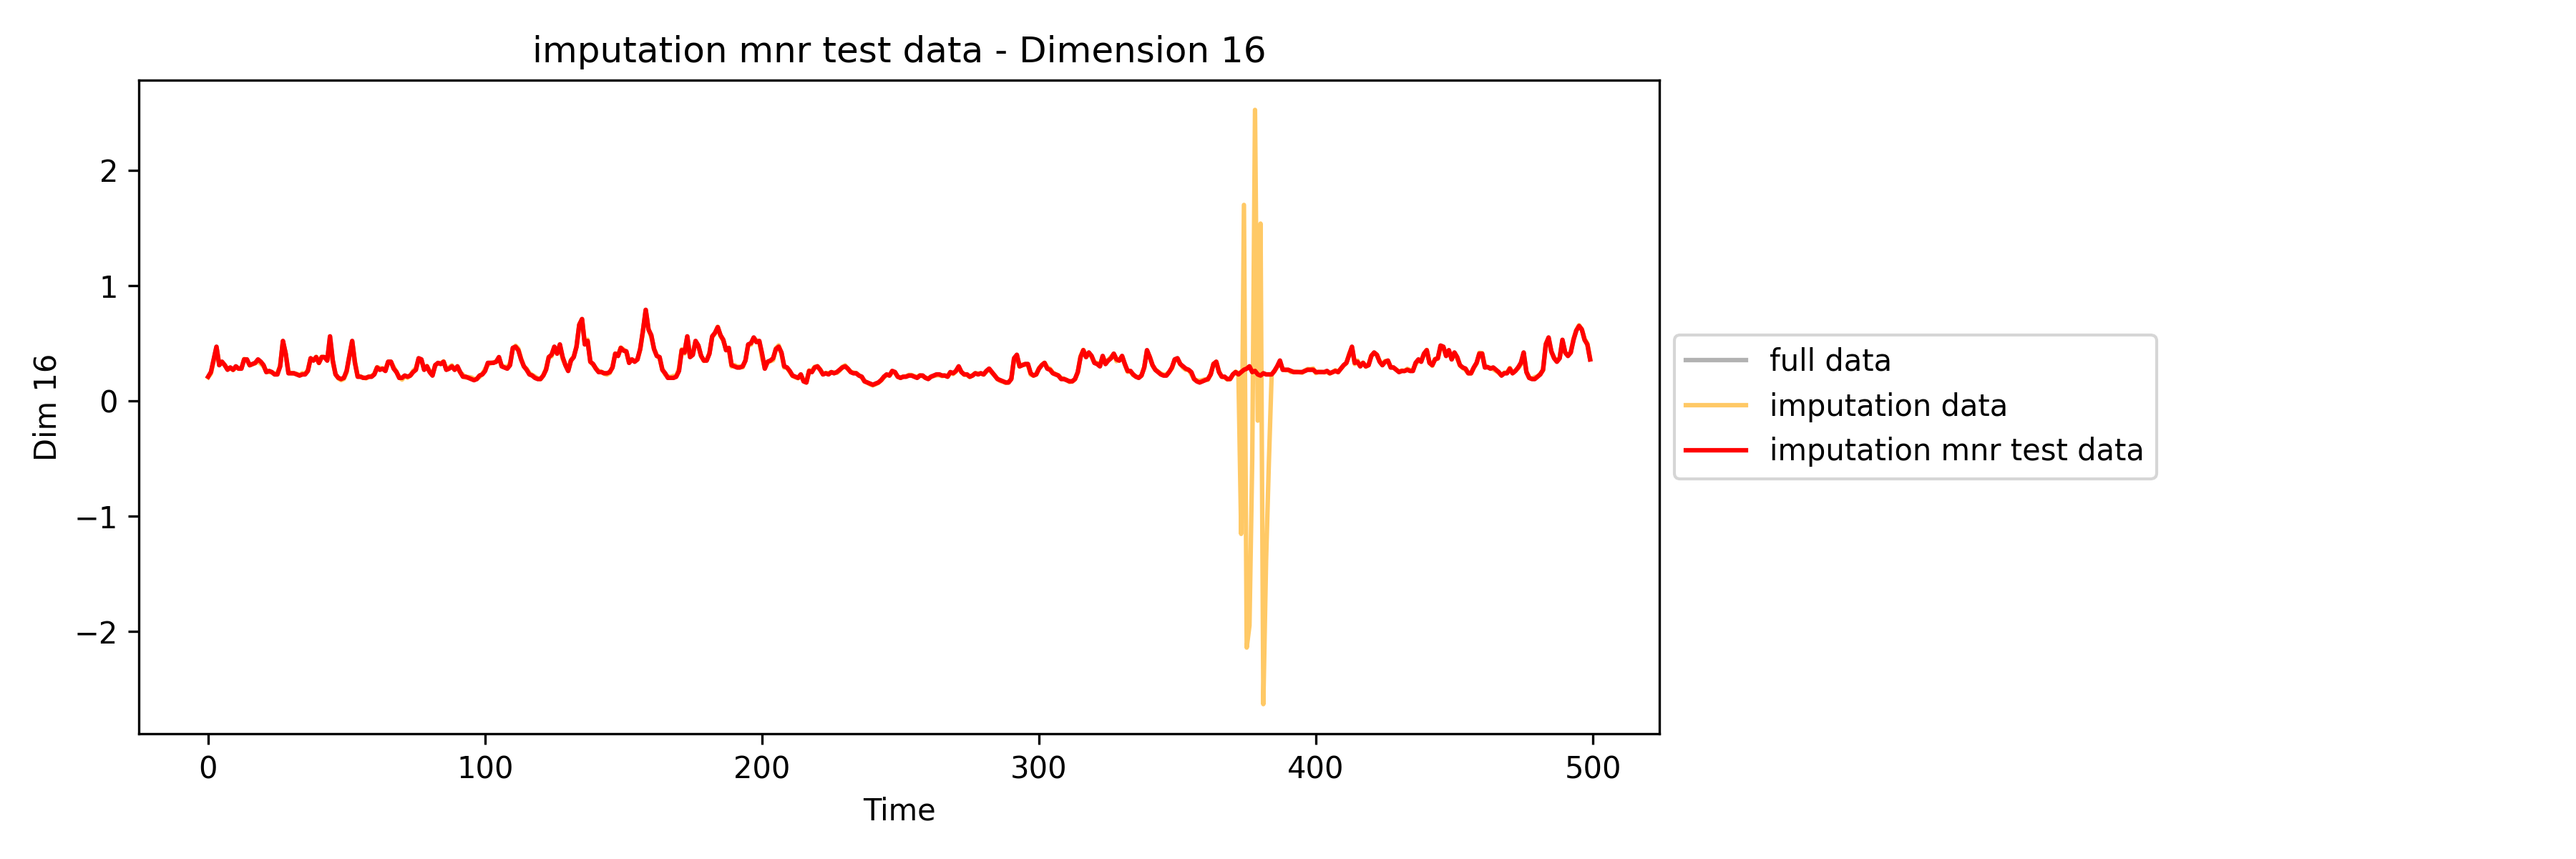 imputation mnr test data - Dimension 16
Dim 16
2
1
0
−1
−2
0 100 200 300 400 500
Time
full data
imputation data
imputation mnr test data